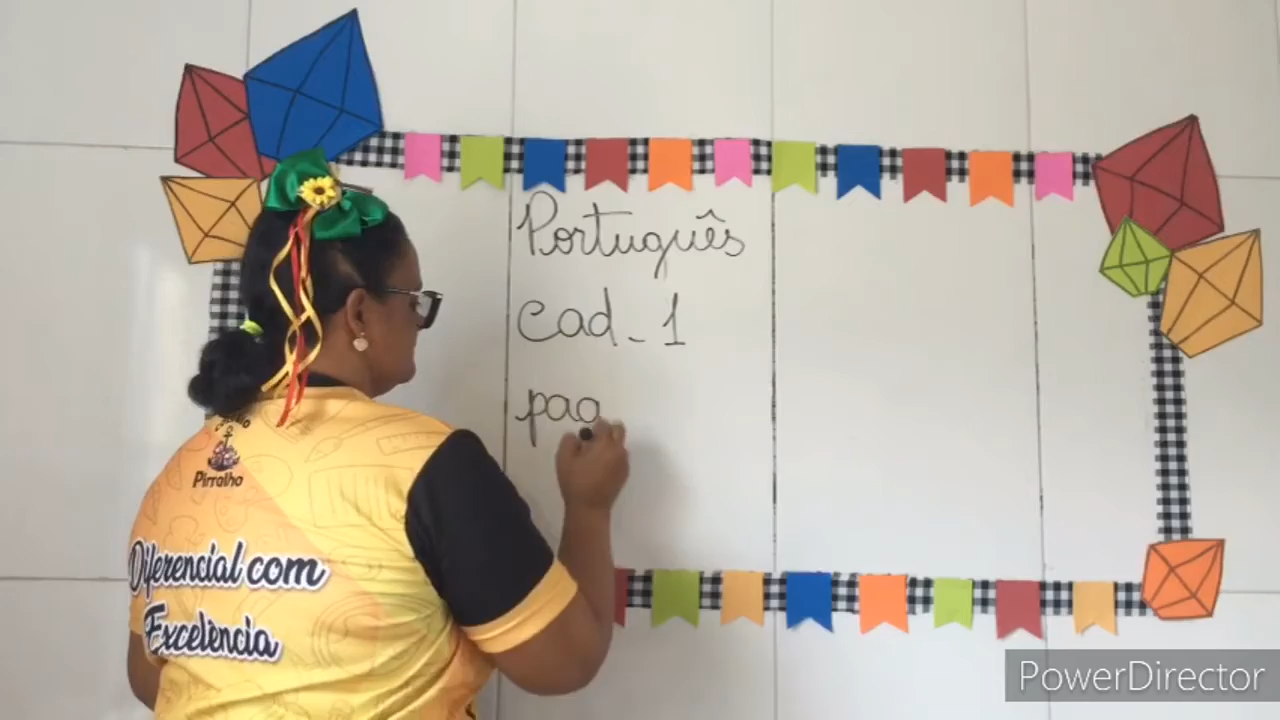 Português
cad_1
pag
Pirralho
Diferencial com
Excelência
PowerDirector